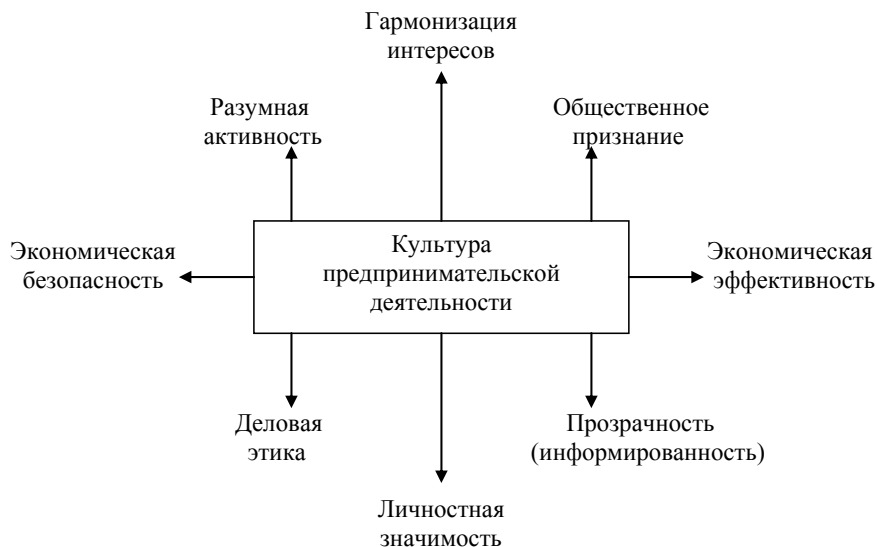 Гармонизация
интересов
Разумная
активность
Общественное
признание
Экономическая
безопасность
Культура
предпринимательской
деятельности
Экономическая
эффективность
Деловая
этика
Прозрачность
(информированность)
Личностная
значимость